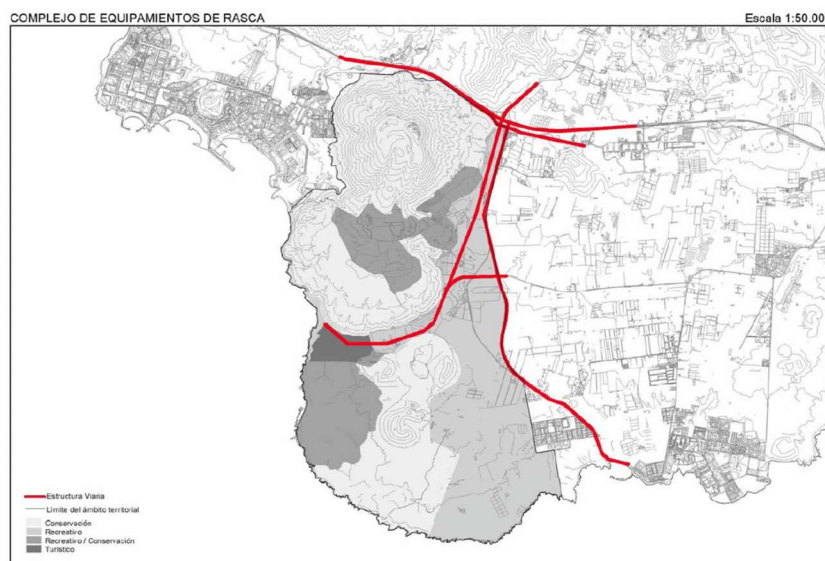 COMPLEJO DE EQUIPAMIENTOS DE RASCA
Escala 1:50.00
Estructura Viaria
Límite del ámbito territorial
Conservación
Recreativo
Recreativo / Conservación
Turístico